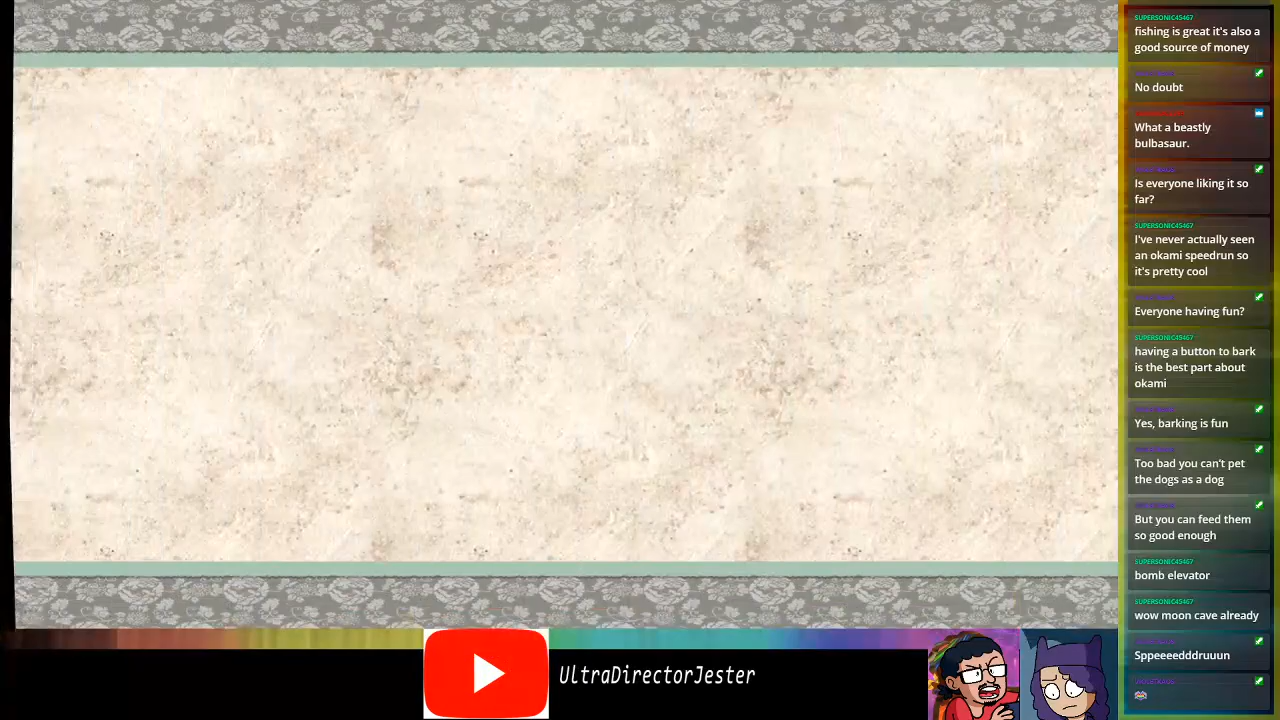 SUPERSONIC45467
fishing is great it's also a
good source of money
No doubt
What a beastly
bulbasaur.
Is everyone liking it so
far?
SUPERSONIC45467
I've never actually seen
an okami speedrun so
it's pretty cool
Everyone having fun?
SUPERSONIC45467
having a button to bark
is the best part about
okami
Yes, barking is fun
Too bad you can't pet
the dogs as a dog
But you can feed them
so good enough
SUPERSONIC45467
bomb elevator
SUPERSONIC45467
wow moon cave already
Sppeeeedddruuun
UltraDirectorJester